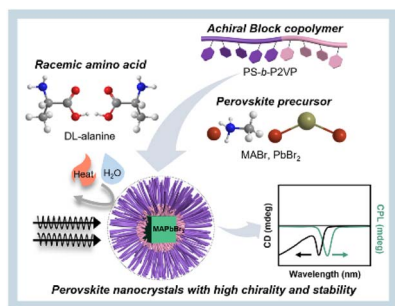 Achiral Block copolymer
PS-b-P2VP
Racemic amino acid
DL-alanine
Perovskite precursor
MABr, PbBr2
Heat
H2O
MAPbBr3
CD (mdeg)
CPL (mdeg)
Wavelength (nm)
Perovskite nanocrystals with high chirality and stability